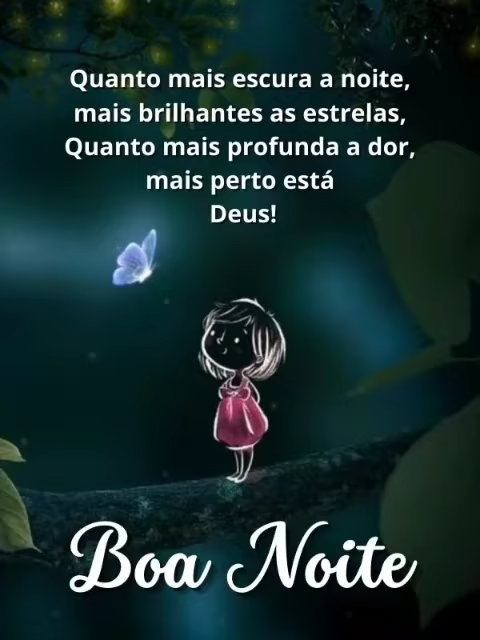 Quanto mais escura a noite,
mais brilhantes as estrelas,
Quanto mais profunda a dor,
mais perto está
Deus!
Boa Noite